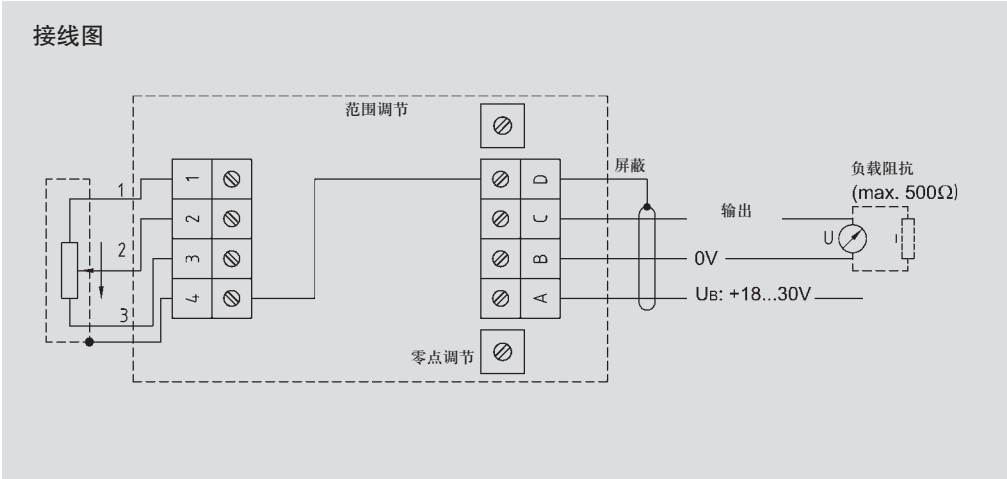 接线图
范围调节
1
2
3
1
2
3
4
D
C
B
A
屏蔽
输出
0V
UB: +18...30V
负载阻抗
(max. 500Ω)
U
I
零点调节